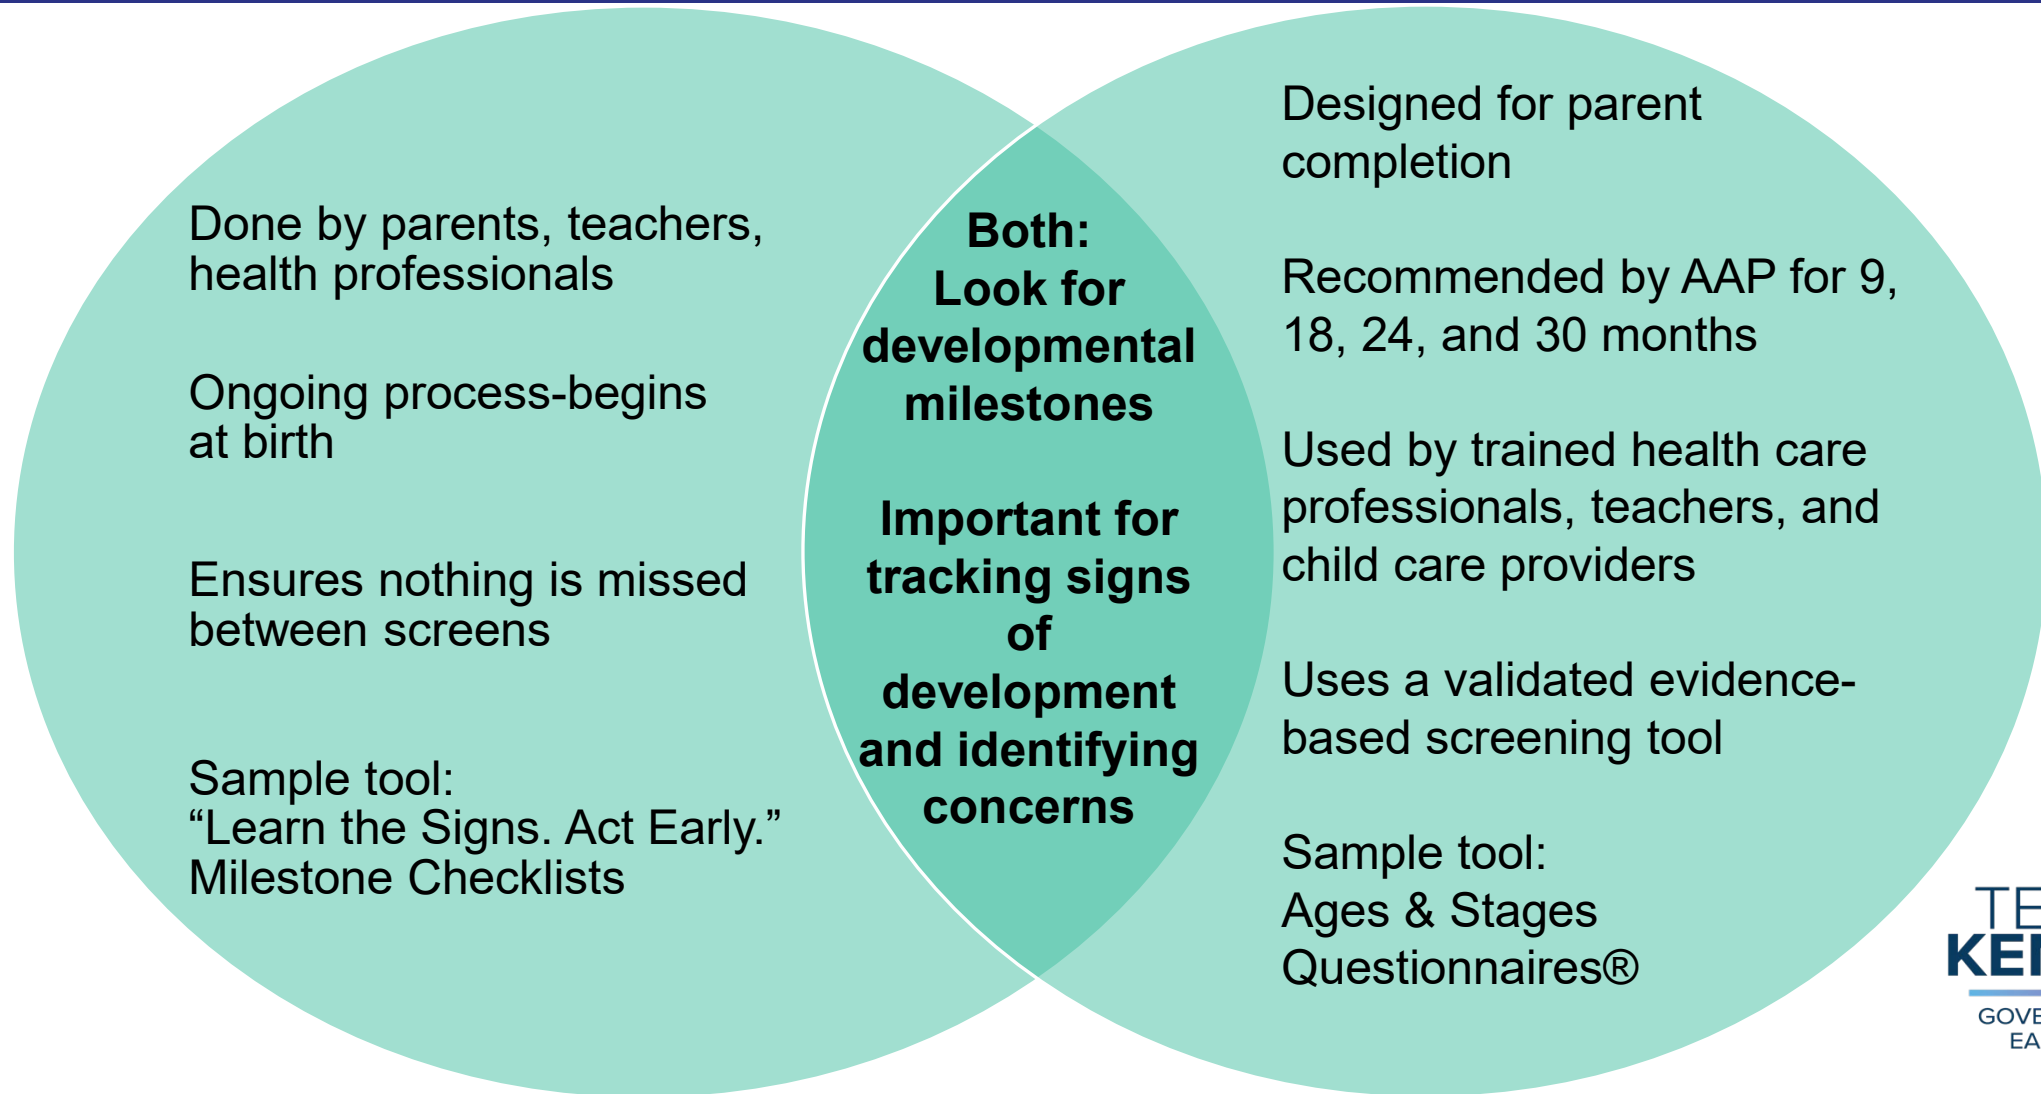 Done by parents, teachers,
health professionals
Ongoing process-begins
at birth
Ensures nothing is missed
between screens
Sample tool:
“Learn the Signs. Act Early.”
Milestone Checklists
Both:
Look for
developmental
milestones
Important for
tracking signs
of
development
and identifying
concerns
Designed for parent
completion
Recommended by AAP for 9,
18, 24, and 30 months
Used by trained health care
professionals, teachers, and
child care providers
Uses a validated evidence-
based screening tool
Sample tool:
Ages & Stages
Questionnaires®